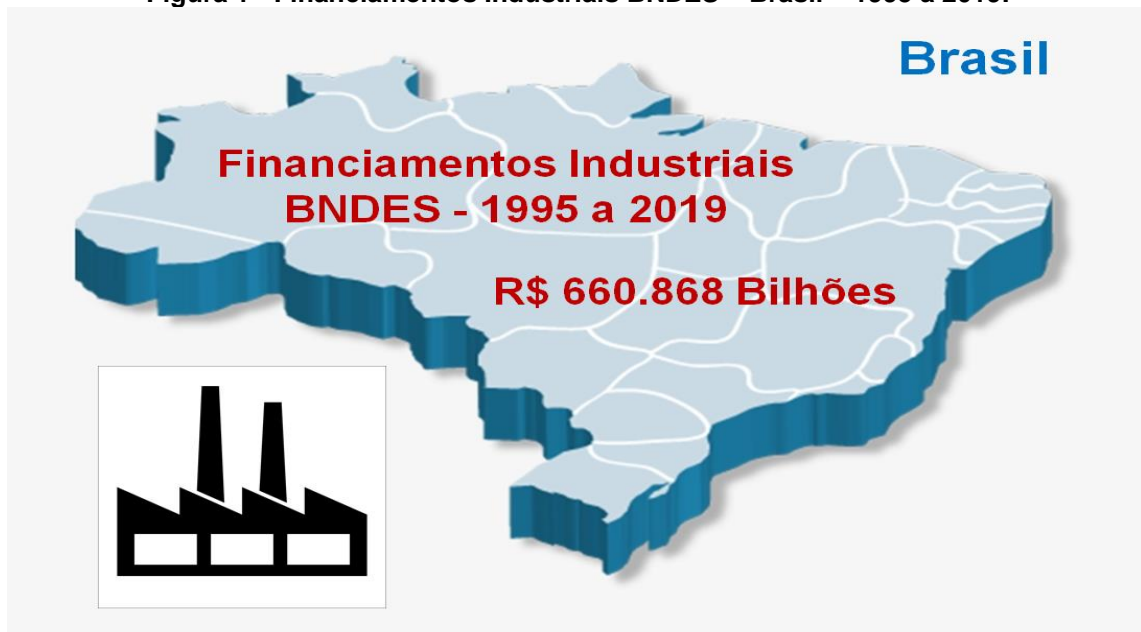 Brasil
Financiamentos Industriais
BNDES - 1995 a 2019
R$ 660.868 Bilhões